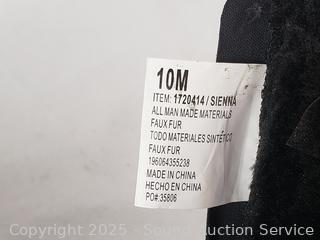 10M
ITEM: 1720414 / SIENNA
ALL MAN MADE MATERIALS
FAUX FUR
TODO MATERIALES SINTÉTICO
FAUX FUR
196064355238
MADE IN CHINA
HECHO EN CHINA
PO#: 35806
Copyright 2025 - Sound Auction Service